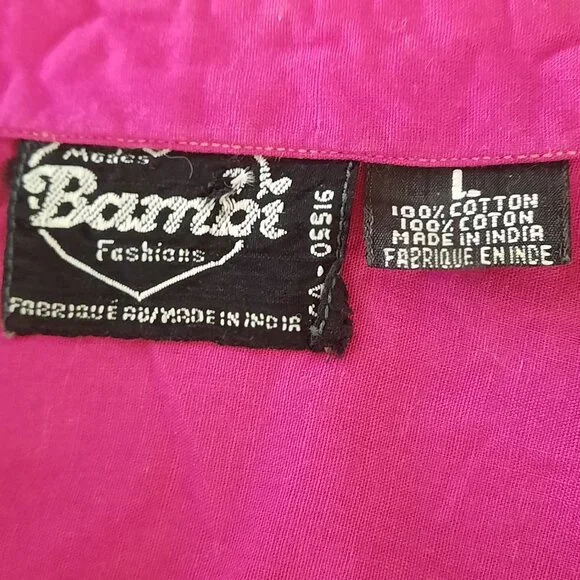 Modes
Bambi
Fashions
FABRIQUÉ AU/MADE IN INDIA
CA-05516
L
100% COTTON
100% COTON
MADE IN INDIA
FABRIQUE EN INDE